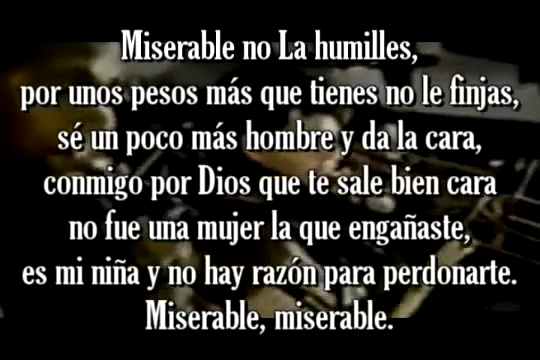 Miserable no La humilles,
por unos pesos más que tienes no le finjas,
sé un poco más hombre y da la cara,
conmigo por Dios que te sale bien cara
no fue una mujer la que engañaste,
es mi niña y no hay razón para perdonarte.
Miserable, miserable.